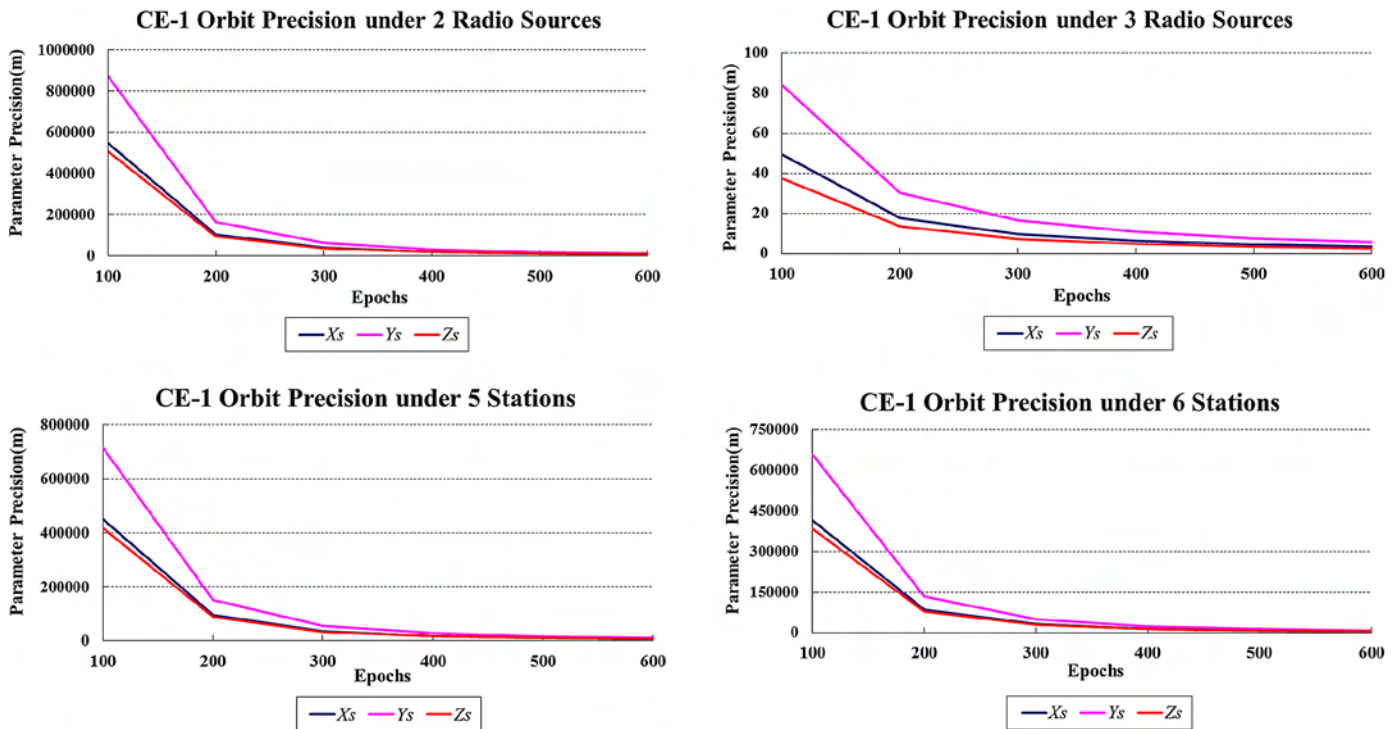 CE-1 Orbit Precision under 2 Radio Sources
Parameter Precision(m)
1000000
800000
600000
400000
200000
0
100 200 300 400 500 600
Epochs
Xs Ys Zs
CE-1 Orbit Precision under 3 Radio Sources
Parameter Precision(m)
100
80
60
40
20
0
100 200 300 400 500 600
Epochs
Xs Ys Zs
CE-1 Orbit Precision under 5 Stations
Parameter Precision(m)
800000
600000
400000
200000
0
100 200 300 400 500 600
Epochs
Xs Ys Zs
CE-1 Orbit Precision under 6 Stations
Parameter Precision(m)
750000
600000
450000
300000
150000
0
100 200 300 400 500 600
Epochs
Xs Ys Zs